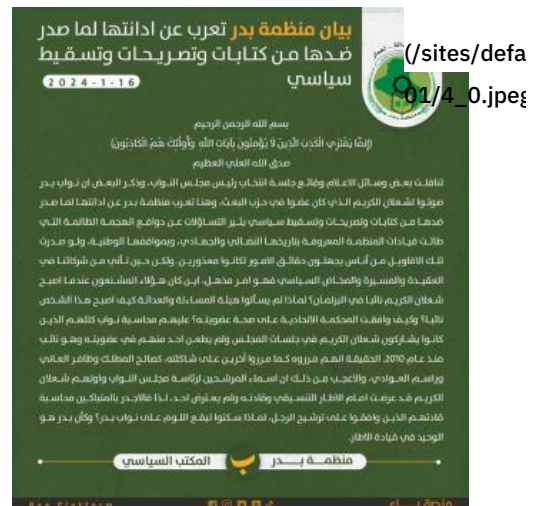 بيان منظمة بدر تعرب عن ادانتها لما صدر
ضدها من كتابات وتصريحات وتسقيط
سياسي
2024-1-16
(/sites/defa
01/4_0.jpeg
بسم الله الرحمن الرحيم
(إنما يفتري الكذب الذين لا يؤمنون بآيات الله وأولئك هم الكاذبون)
صدق الله العلي العظيم
تناقلت بعض وسائل الاعلام وقائع جلسة انتخاب رئيس مجلس النواب، وذكر البعض ان نواب بدر
صوتوا لشعلان الكريم الذي كان عضوا في حزب البعث، وهنا تعرب منظمة بدر عن ادانتها لما صدر
ضدها من كتابات وتصريحات وتسقيط سياسي يثير التساؤلات عن دوافع الهجمة الظالمة التي
طالت قيادات المنظمة المعروفة بتاريخها النضالي والجهادي، وبمواقفها الوطنية، ولو صدرت
تلك الاقاويل من أناس يجهلون حقائق الامور لكانوا معذورين، ولكن حين تأتي من شركائنا في
العقيدة والمسيرة والمخاض السياسي فهو امر مذهل، اين كان هؤلاء المشنعون عندما اصبح
شعلان الكريم نائبا في البرلمان؟ لماذا لم يسألوا هيئة المساءلة والعدالة كيف اصبح هذا الشخص
نائبا؟ وكيف وافقت المحكمة الاتحادية على صحة عضويته؟ عليهم محاسبة نواب كتلهم الذين
كانوا يشاركون شعلان الكريم في جلسات المجلس ولم يطعن احد منهم في عضويته وهو نائب
منذ عام 2010، الحقيقة انهم مرروه كما مرروا آخرين على شاكلته، كصالح المطلك وظافر العاني
وراسم العوادي، والاعجب من ذلك ان اسماء المرشحين لرئاسة مجلس النواب واولهم شعلان
الكريم قد عرضت امام الاطار التنسيقي وقادته ولم يعترض احد، لذا فالاجدر بالمتباكين محاسبة
قادتهم الذين وافقوا على ترشيح الرجل، لماذا سكتوا ليقع اللوم على نواب بدر؟ وكأن بدر هو
الوحيد في قيادة الاطار.
منظمة بدر
المكتب السياسي